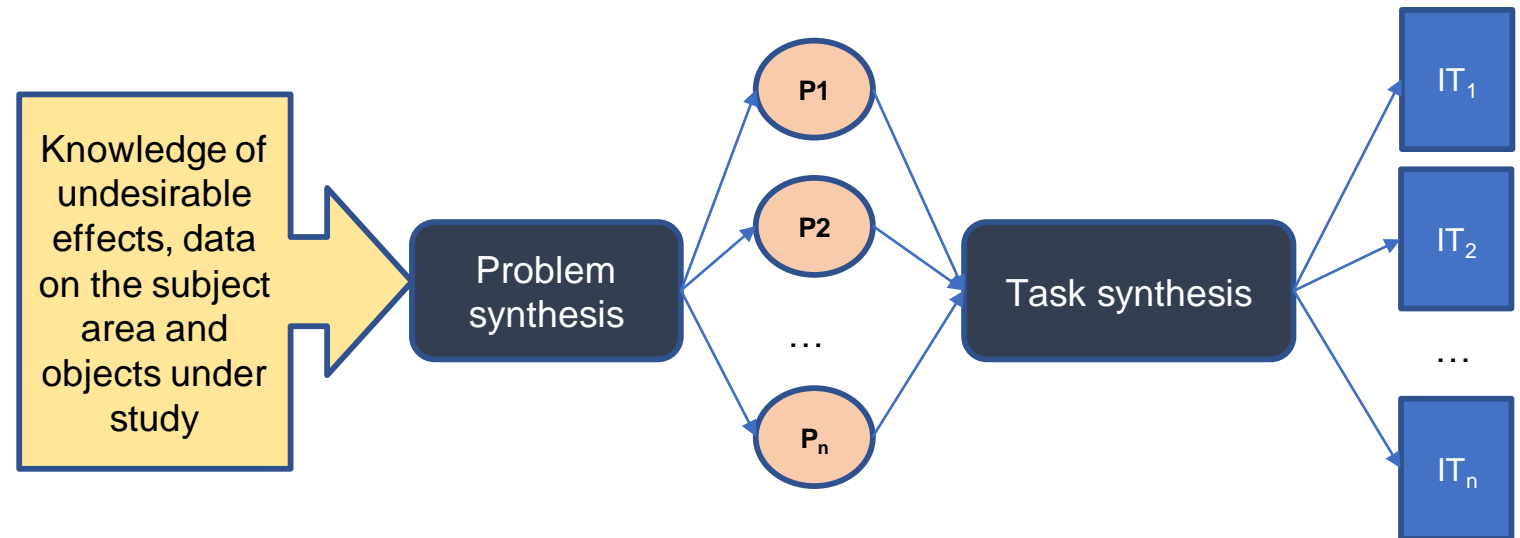 Knowledge of
undesirable
effects, data
on the subject
area and
objects under
study
Problem
synthesis
P1
P2
...
Pₙ
Task synthesis
IT₁
IT₂
...
ITₙ